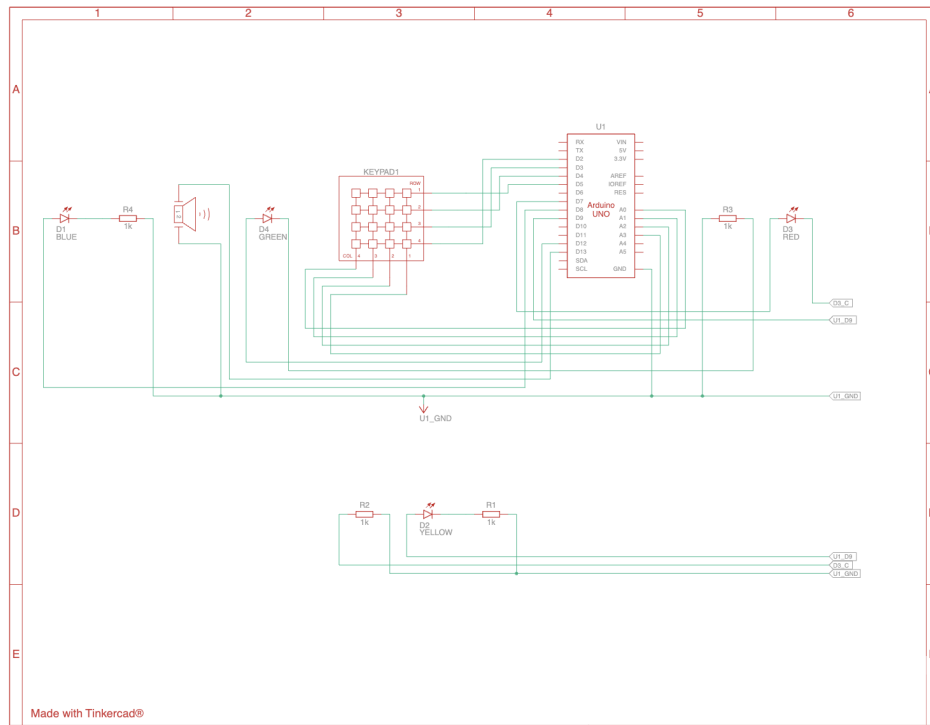 1 2 3 4 5 6
A
U1
RX VIN
TX 5V
D2 3.3V
D3
D4 AREF
D5 IOREF
D6 RES
D7
D8 A0
D9 A1
D10 A2
D11 A3
D12 A4
D13 A5
SDA
SCL GND
Arduino
UNO
KEYPAD1
ROW
1
2
3
4
COL 4 3 2 1
B
D1
BLUE
R4
1k
D4
GREEN
R3
1k
D3
RED
D3_C
U1_D9
C
U1_GND
U1_GND
D
R2
1k
D2
YELLOW
R1
1k
U1_D9
D3_C
U1_GND
E
Made with Tinkercad®